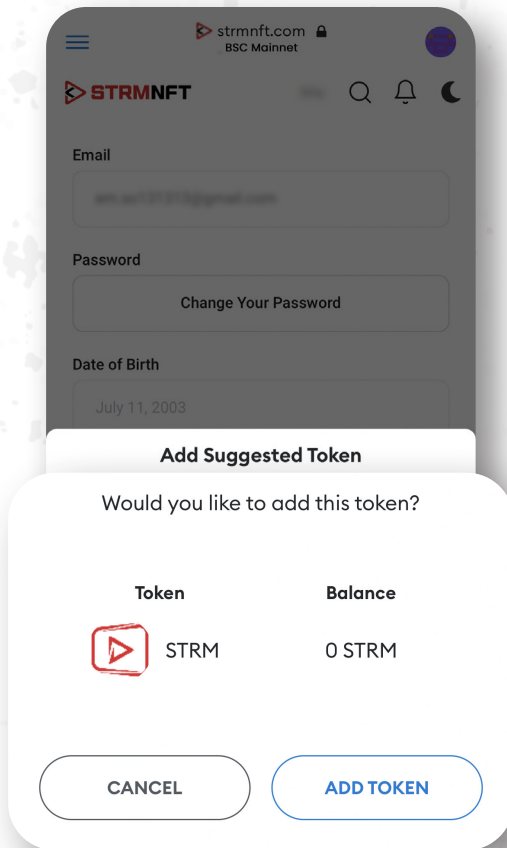 strmnft.com
BSC Mainnet
STRMNFT
Email
Password
Change Your Password
Date of Birth
July 11, 2003
Add Suggested Token
Would you like to add this token?
Token Balance
STRM 0 STRM
CANCEL ADD TOKEN